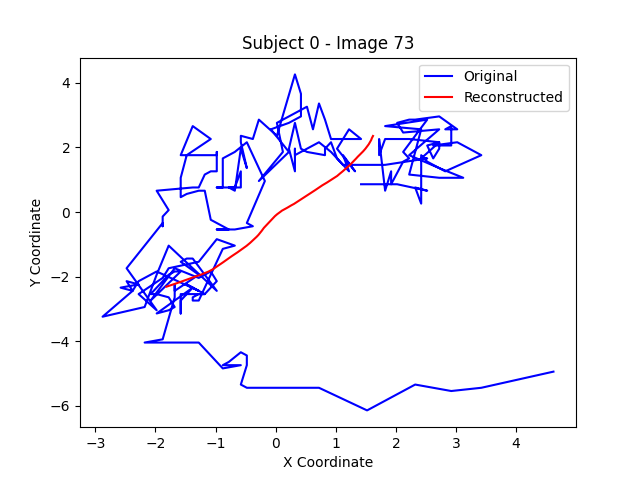 Subject 0 - Image 73
Original
Reconstructed
Y Coordinate
4
2
0
−2
−4
−6
−3
−2
−1
0
1
2
3
4
X Coordinate